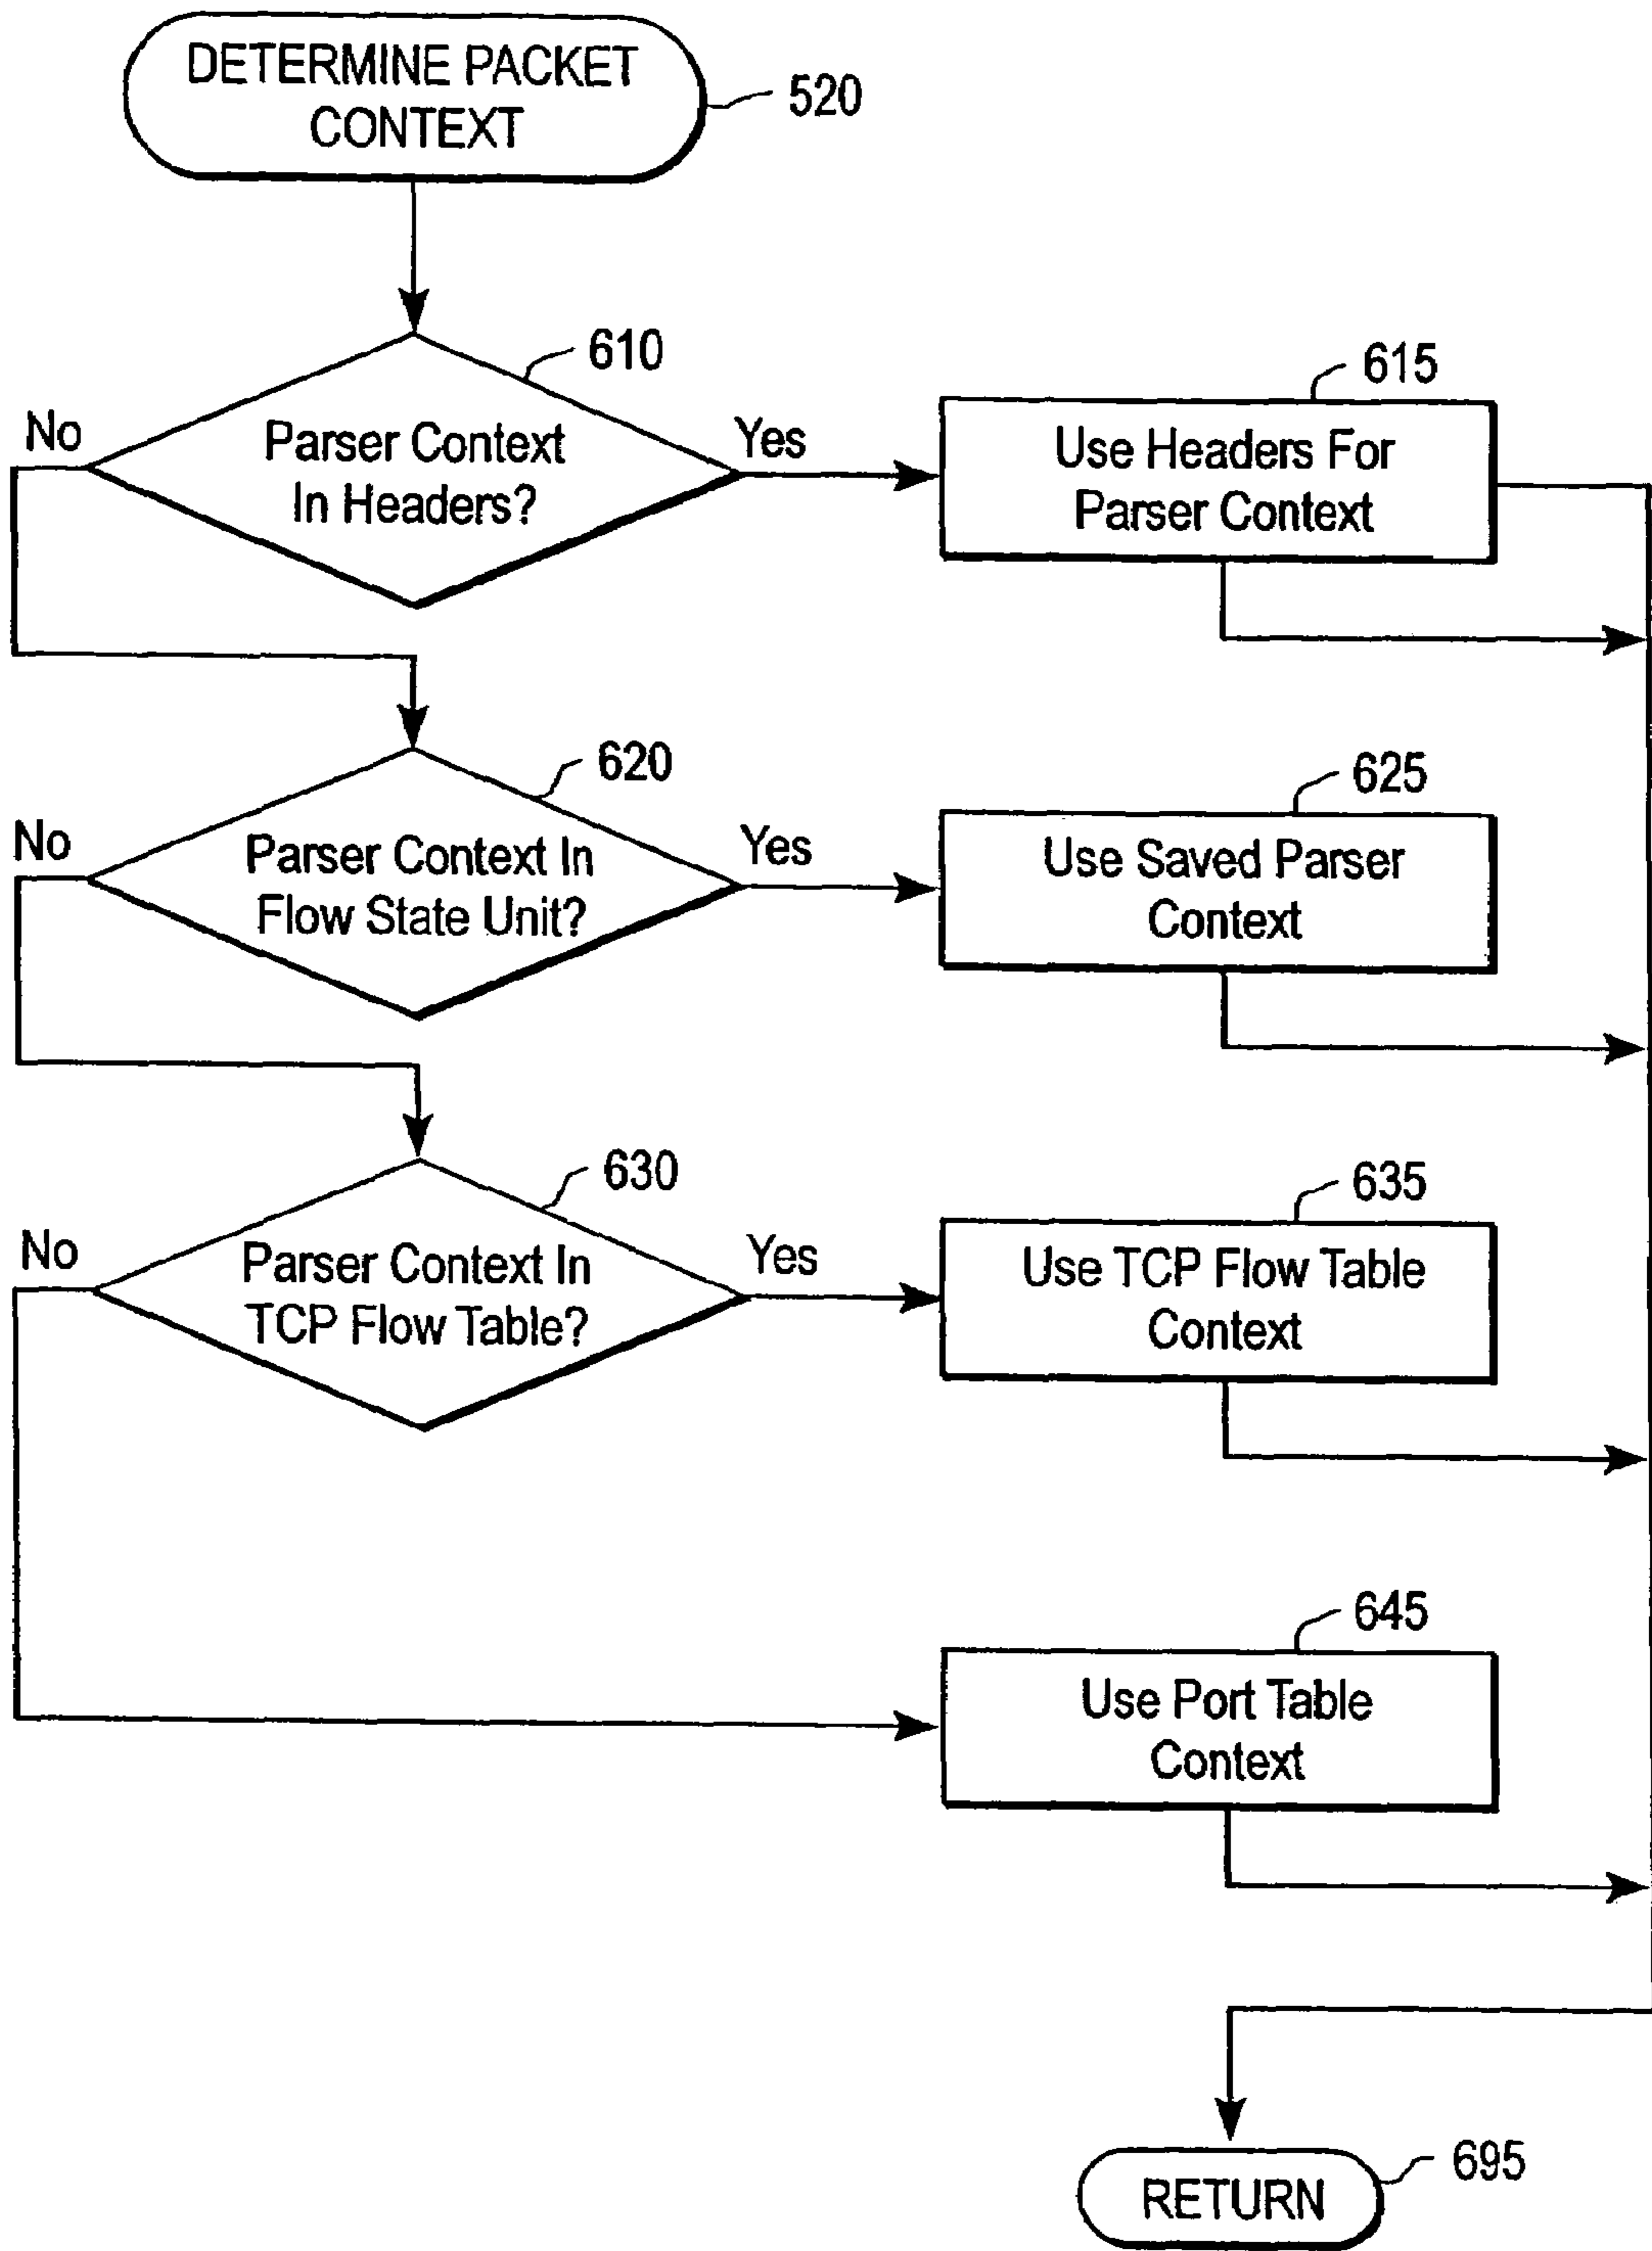 DETERMINE PACKET
CONTEXT
520
610
No
Parser Context
In Headers?
Yes
615
Use Headers For
Parser Context
620
No
Parser Context In
Flow State Unit?
Yes
625
Use Saved Parser
Context
630
No
Parser Context In
TCP Flow Table?
Yes
635
Use TCP Flow Table
Context
645
Use Port Table
Context
RETURN
695